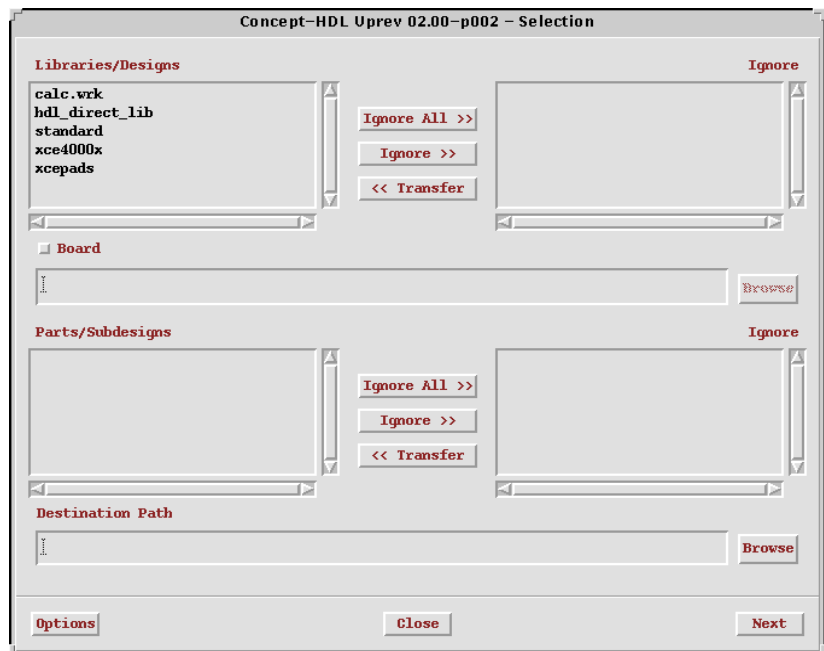 Concept-HDL Uprev 02.00-p002 - Selection
Libraries/Designs
Ignore
calc.wrk
hdl_direct_lib
standard
xce4000x
xcepads
Ignore All >>
Ignore >>
<< Transfer
Board
Browse
Parts/Subdesigns
Ignore
Ignore All >>
Ignore >>
<< Transfer
Destination Path
Browse
Options
Close
Next